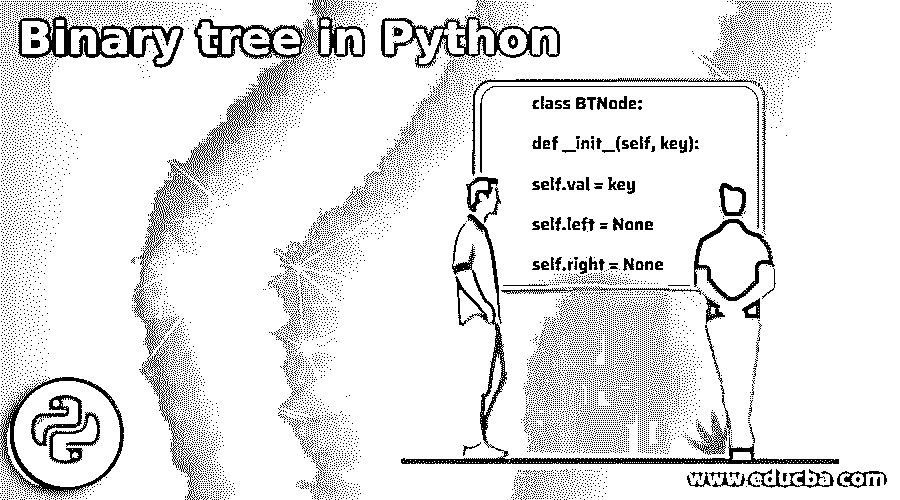 Binary tree in Python
class BTNode:
def __init__(self, key):
self.val = key
self.left = None
self.right = None
www.educba.com